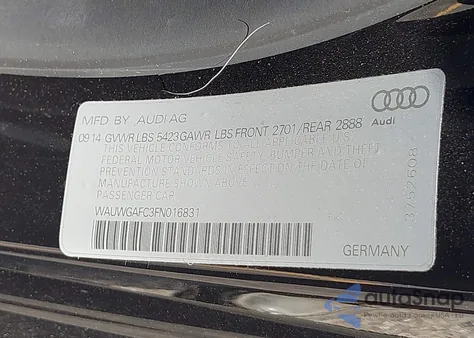 MFD BY AUDI AG
09 14 GVWR LBS 5423 GAWR LBS FRONT 2701/REAR 2888
THIS VEHICLE CONFORMS TO ALL APPLICABLE
FEDERAL MOTOR VEHICLE SAFETY, BUMPER AND THEFT
PREVENTION STANDARDS IN EFFECT ON THE DATE OF
MANUFACTURE SHOWN ABOVE
PASSENGER CAR
WAUWGAFC3FN016831
GERMANY
Audi
3752508
autoSnap